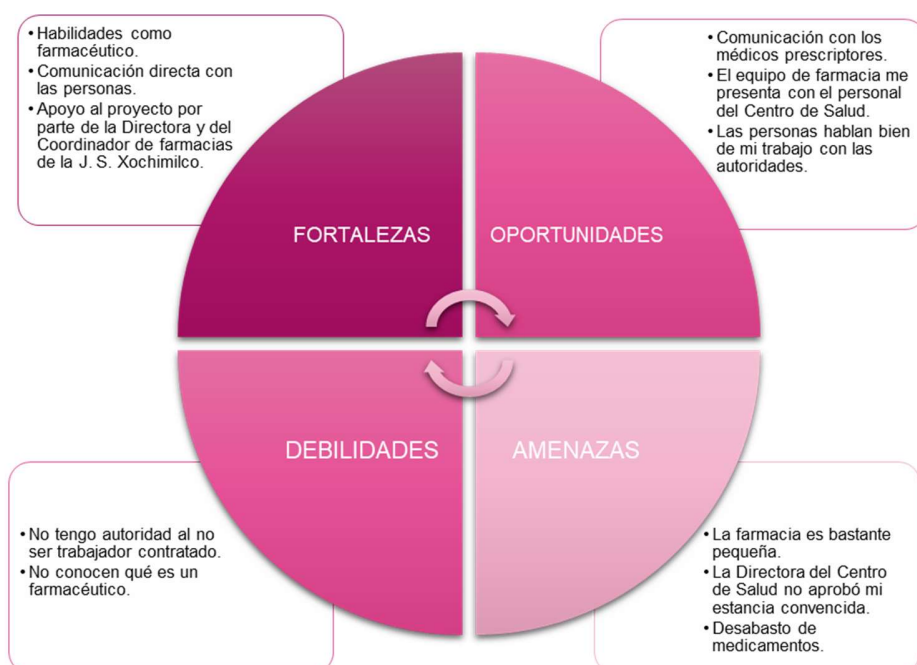 • Habilidades como
farmacéutico.
• Comunicación directa con
las personas.
• Apoyo al proyecto por
parte de la Directora y del
Coordinador de farmacias
de la J. S. Xochimilco.
• Comunicación con los
médicos prescriptores.
• El equipo de farmacia me
presenta con el personal
del Centro de Salud.
• Las personas hablan bien
de mi trabajo con las
autoridades.
FORTALEZAS
OPORTUNIDADES
DEBILIDADES
AMENAZAS
• No tengo autoridad al no
ser trabajador contratado.
• No conocen qué es un
farmacéutico.
• La farmacia es bastante
pequeña.
• La Directora del Centro
de Salud no aprobó mi
estancia convencida.
• Desabasto de
medicamentos.